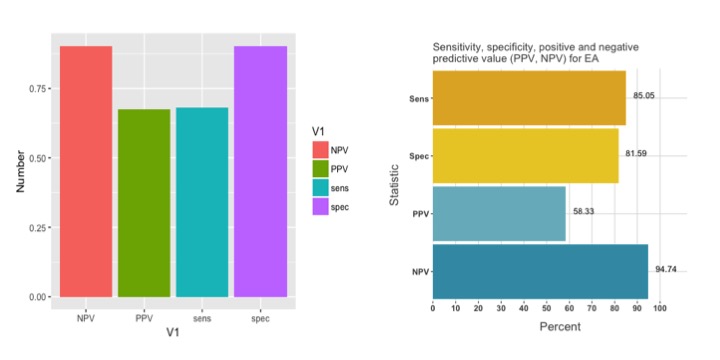 Number
0.75
0.50
0.25
0.00
NPV PPV sens spec
V1
V1
NPV
PPV
sens
spec
Sensitivity, specificity, positive and negative
predictive value (PPV, NPV) for EA
Statistic
Sens 85.05
Spec 81.59
PPV 58.33
NPV 94.74
0 10 20 30 40 50 60 70 80 90 100
Percent